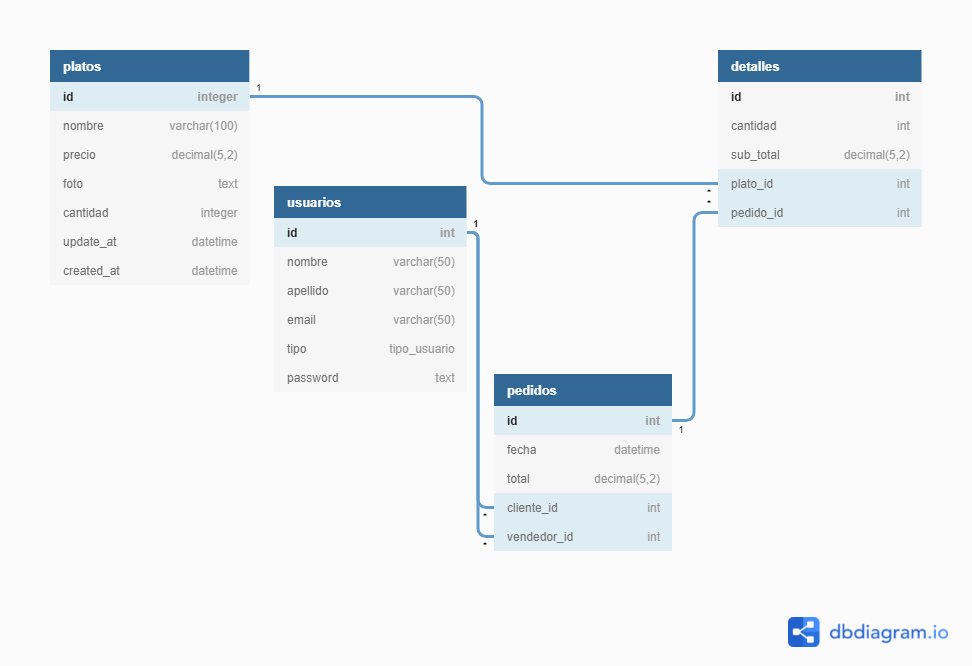 platos
id integer
nombre varchar(100)
precio decimal(5,2)
foto text
cantidad integer
update_at datetime
created_at datetime
1
usuarios
id int
nombre varchar(50)
apellido varchar(50)
email varchar(50)
tipo tipo_usuario
password text
1
detalles
id int
cantidad int
sub_total decimal(5,2)
plato_id int
pedido_id int
*
*
pedidos
id int
fecha datetime
total decimal(5,2)
cliente_id int
vendedor_id int
1
*
*
dbdiagram.io